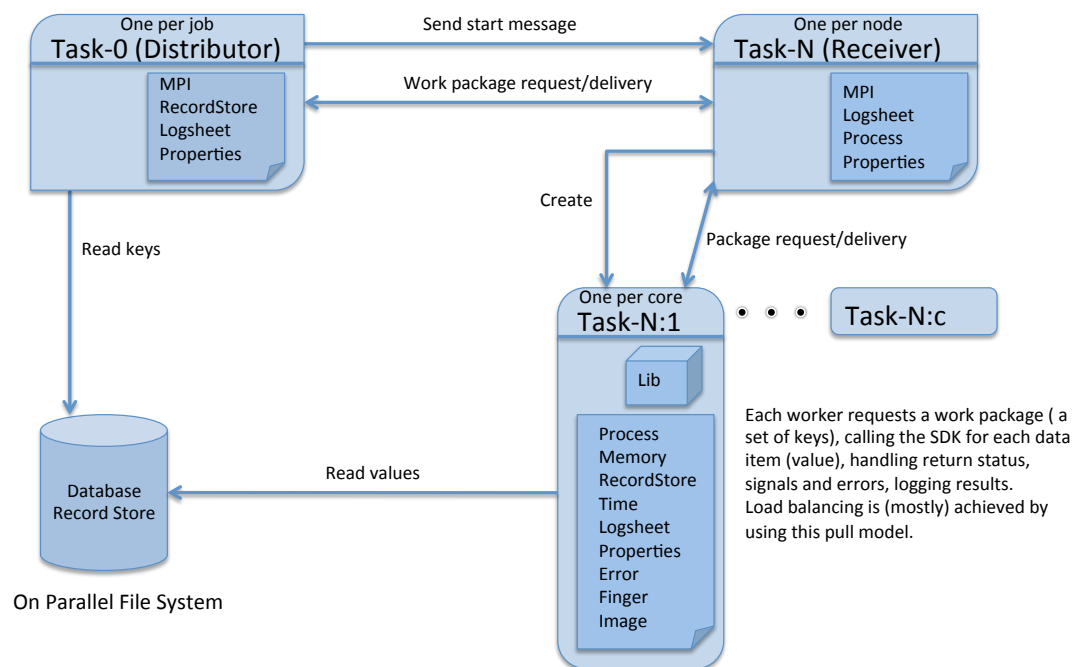 One per job
Task-0 (Distributor)
MPI
RecordStore
Logsheet
Properties
Send start message
Work package request/delivery
One per node
Task-N (Receiver)
MPI
Logsheet
Process
Properties
Create
Package request/delivery
Read keys
One per core
Task-N:1
Task-N:c
Lib
Process
Memory
RecordStore
Time
Logsheet
Properties
Error
Finger
Image
Read values
Database
Record Store
On Parallel File System
Each worker requests a work package ( a
set of keys), calling the SDK for each data
item (value), handling return status,
signals and errors, logging results.
Load balancing is (mostly) achieved by
using this pull model.